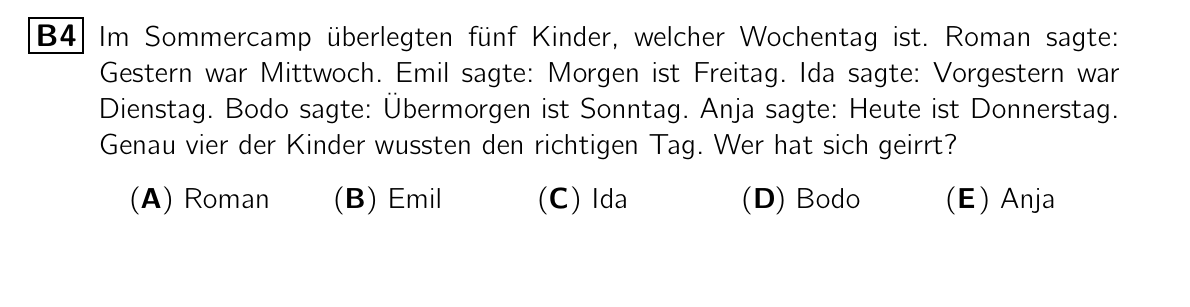 B4 Im Sommercamp überlegten fünf Kinder, welcher Wochentag ist. Roman sagte:
Gestern war Mittwoch. Emil sagte: Morgen ist Freitag. Ida sagte: Vorgestern war
Dienstag. Bodo sagte: Übermorgen ist Sonntag. Anja sagte: Heute ist Donnerstag.
Genau vier der Kinder wussten den richtigen Tag. Wer hat sich geirrt?
(A) Roman (B) Emil (C) Ida (D) Bodo (E) Anja